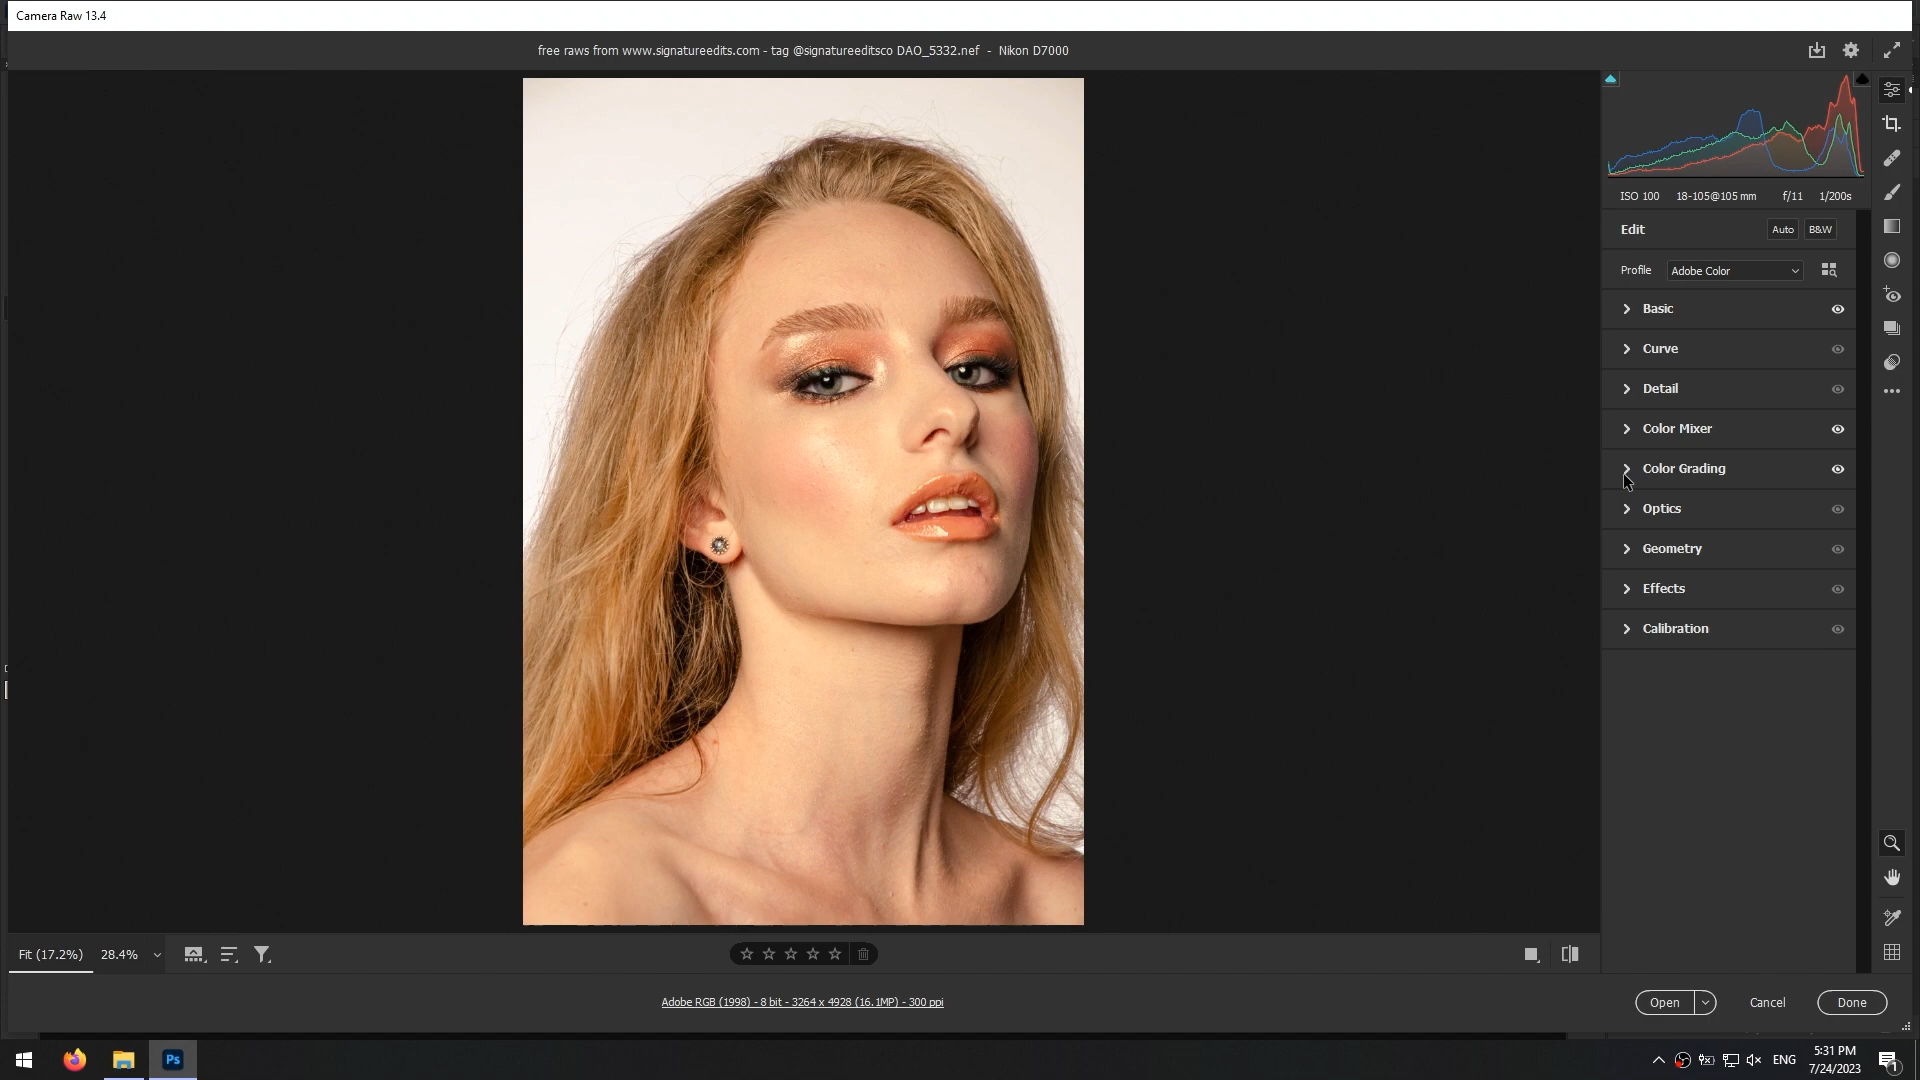 Camera Raw 13.4
free raws from www.signatureedits.com - tag @signatureeditsco DAO_5332.nef - Nikon D7000
ISO 100 18-105@105 mm f/11 1/200s
Edit Auto B&W
Profile Adobe Color
Basic
Curve
Detail
Color Mixer
Color Grading
Optics
Geometry
Effects
Calibration
Fit (17.2%) 28.4%
Adobe RGB (1998) - 8 bit - 3264 x 4928 (16.1MP) - 300 ppi
Open Cancel Done
Ps
ENG
5:31 PM
7/24/2023
1